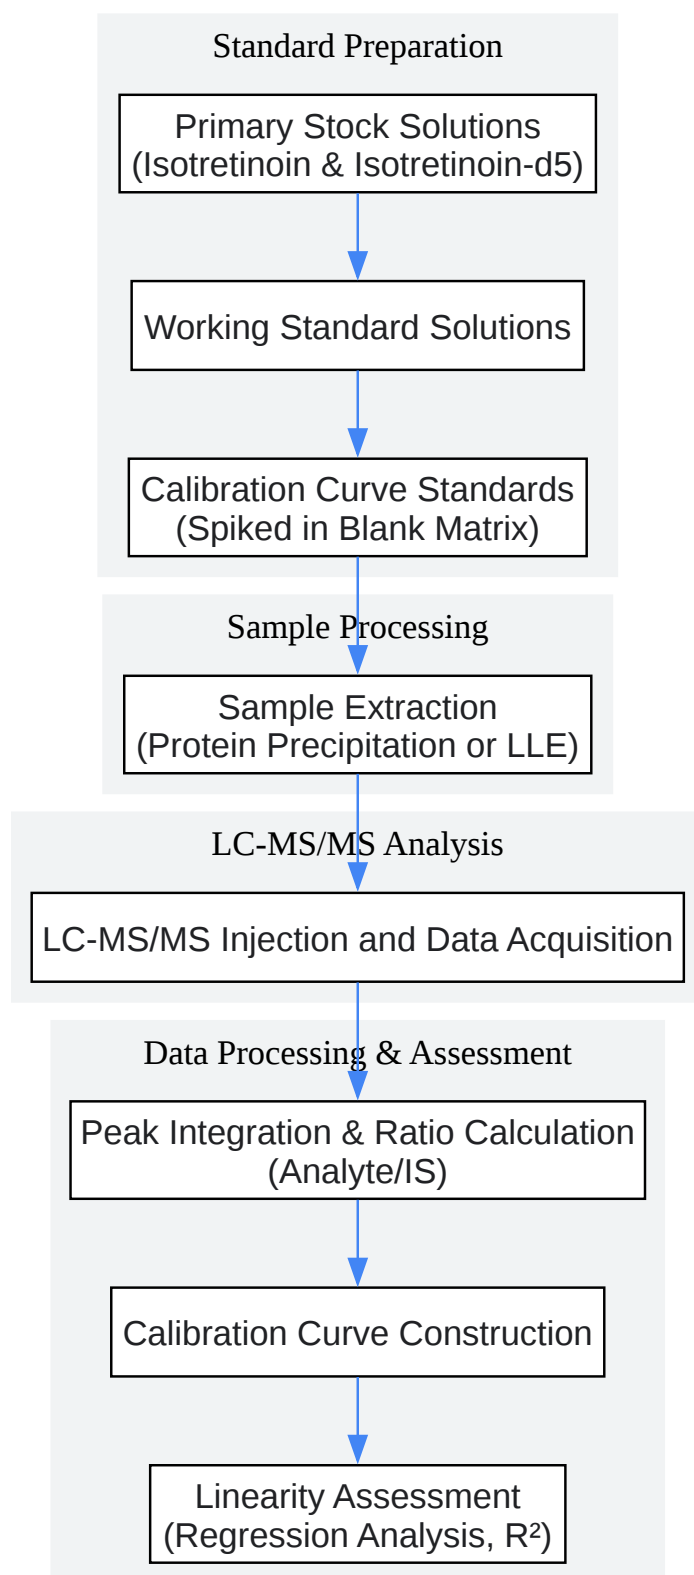 Standard Preparation
Primary Stock Solutions
(Isotretinoin & Isotretinoin-d5)
Working Standard Solutions
Calibration Curve Standards
(Spiked in Blank Matrix)
Sample Processing
Sample Extraction
(Protein Precipitation or LLE)
LC-MS/MS Analysis
LC-MS/MS Injection and Data Acquisition
Data Processing & Assessment
Peak Integration & Ratio Calculation
(Analyte/IS)
Calibration Curve Construction
Linearity Assessment
(Regression Analysis, R²)